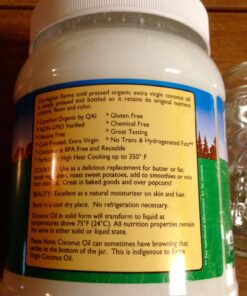 Carrington Farms cold pressed organic extra virgin coconut oil
is simply pressed and bottled so it retains its original nutrient
content, flavor and color.
*Certified Organic by QAI * Gluten Free
*NON-GMO Verified * Chemical Free
*Hexane Free * Great Tasting
* Cold Pressed, Extra Virgin * No Trans & Hydrogenated Fats**
* Container is BPA Free and Reusable
* High Heat Cooking up to 350° F
Use as a delicious replacement for butter or fat.
vegetables, roast sweet potatoes, add to smoothies or mix
Great in baked goods and over popcorn!
BEAUTY: Excellent as a natural moisturizer on skin and hair.
Store in a cool dry place. No refrigeration necessary.
Coconut Oil in solid form will transform to liquid at
temperatures above 75°F (24°C). All nutrition properties remain
the same in either solid or liquid state.
Please Note: Coconut Oil can sometimes have browning that
settles to the bottom of the jar. This is indigenous to
Virgin Coconut Oil.